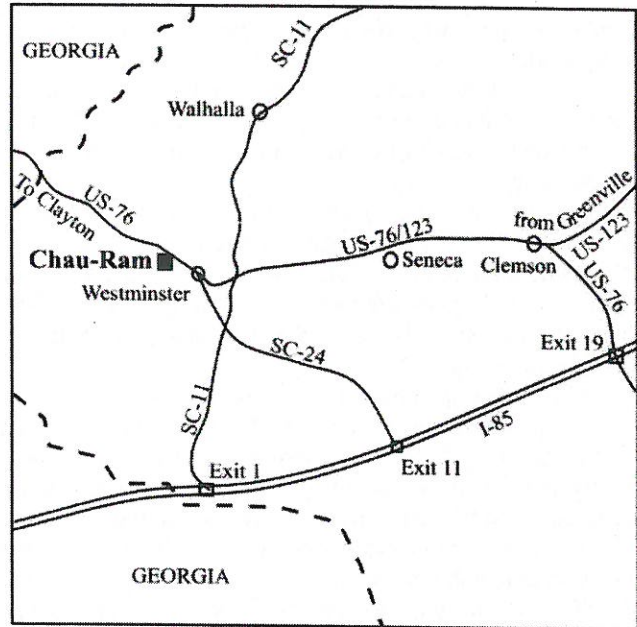 GEORGIA
SC-11
Walhalla
To Clayton
US-76
from Greenville
US-123
US-76/123
Chau-Ram
Seneca
Clemson
US-76
Westminster
Exit 19
SC-24
SC-11
I-85
Exit 1
Exit 11
GEORGIA